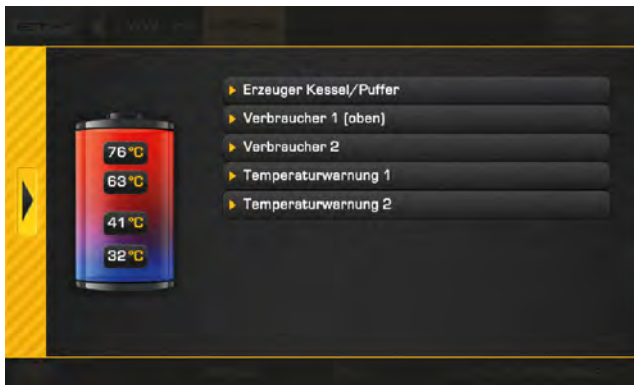 Erzeuger Kessel/Puffer
Verbraucher 1 (oben)
Verbraucher 2
Temperaturwarnung 1
Temperaturwarnung 2
76°C
63°C
41°C
32°C